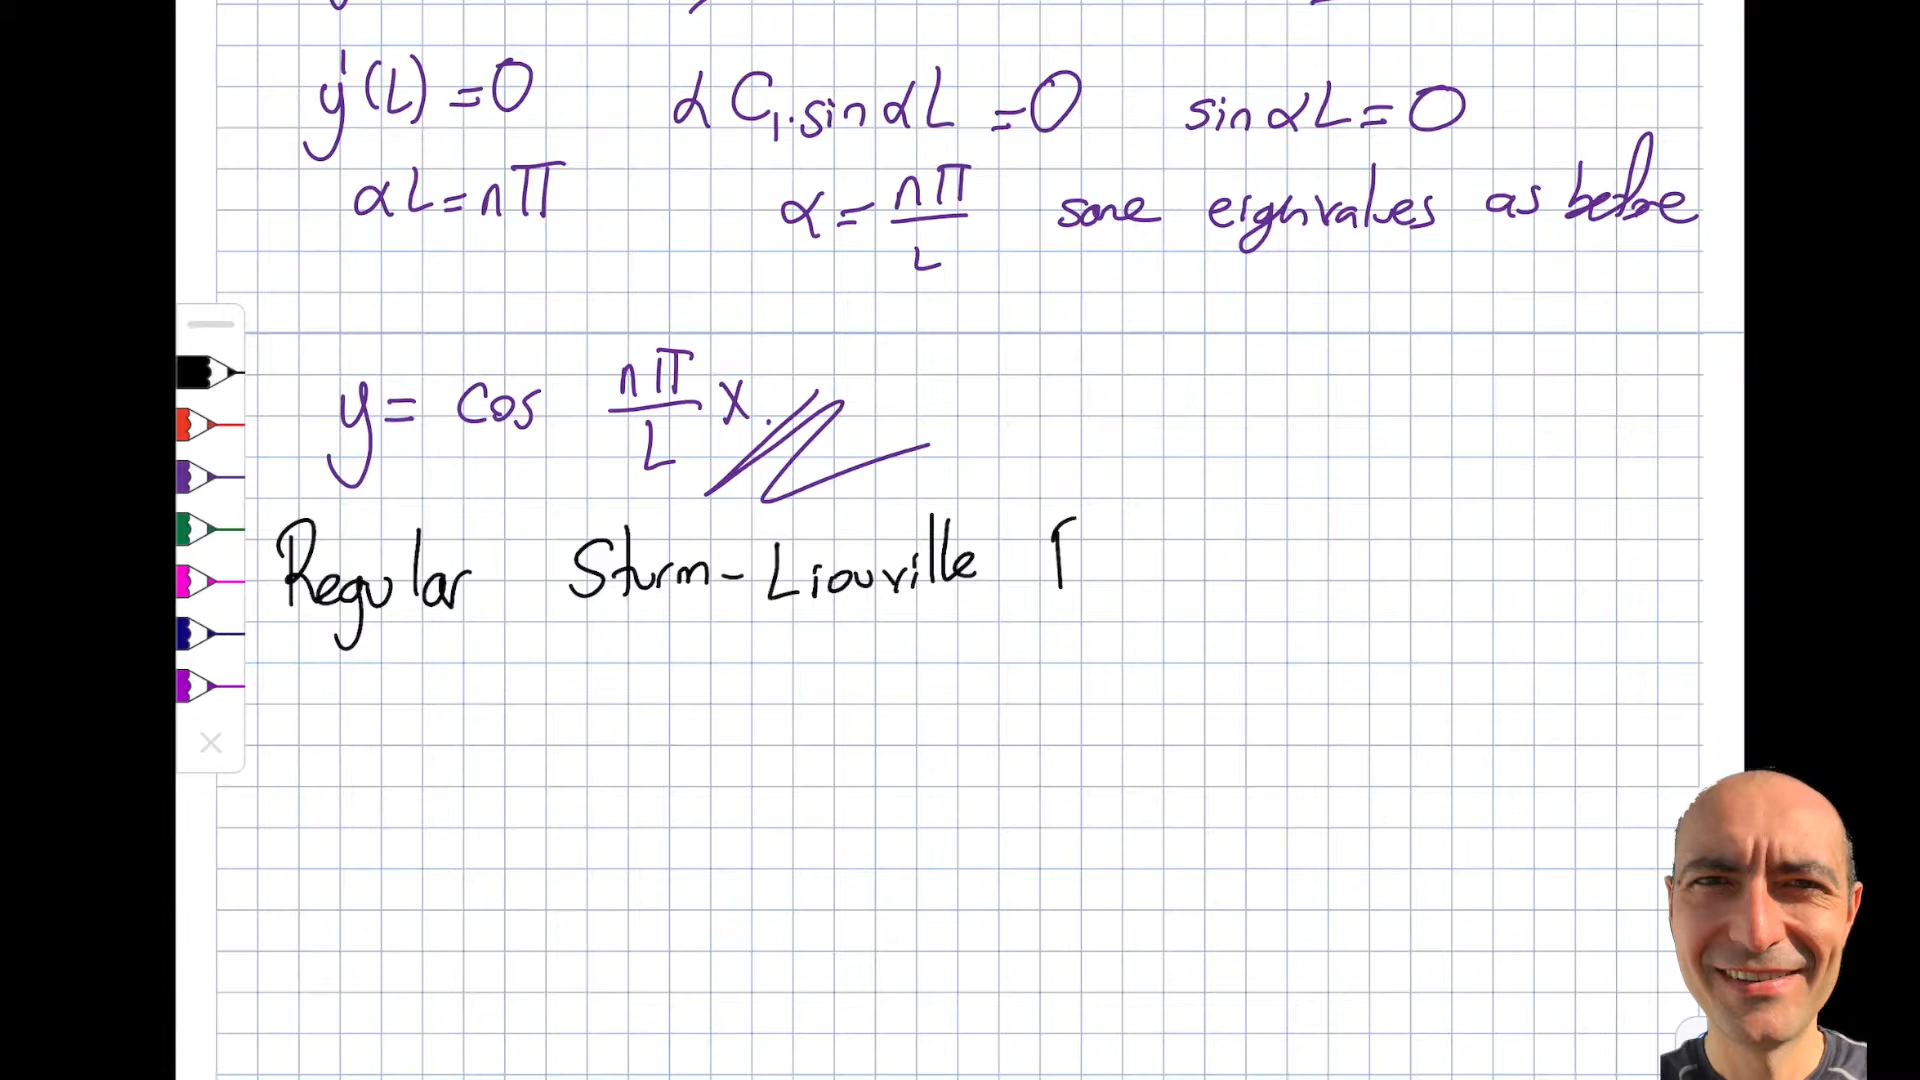 y'(L) = 0 α C₁.sin αL = 0 sin αL = 0
αL = nπ α = nπ/L same eigenvalues as before
y = cos nπ/L x.
Regular Sturm-Liouville